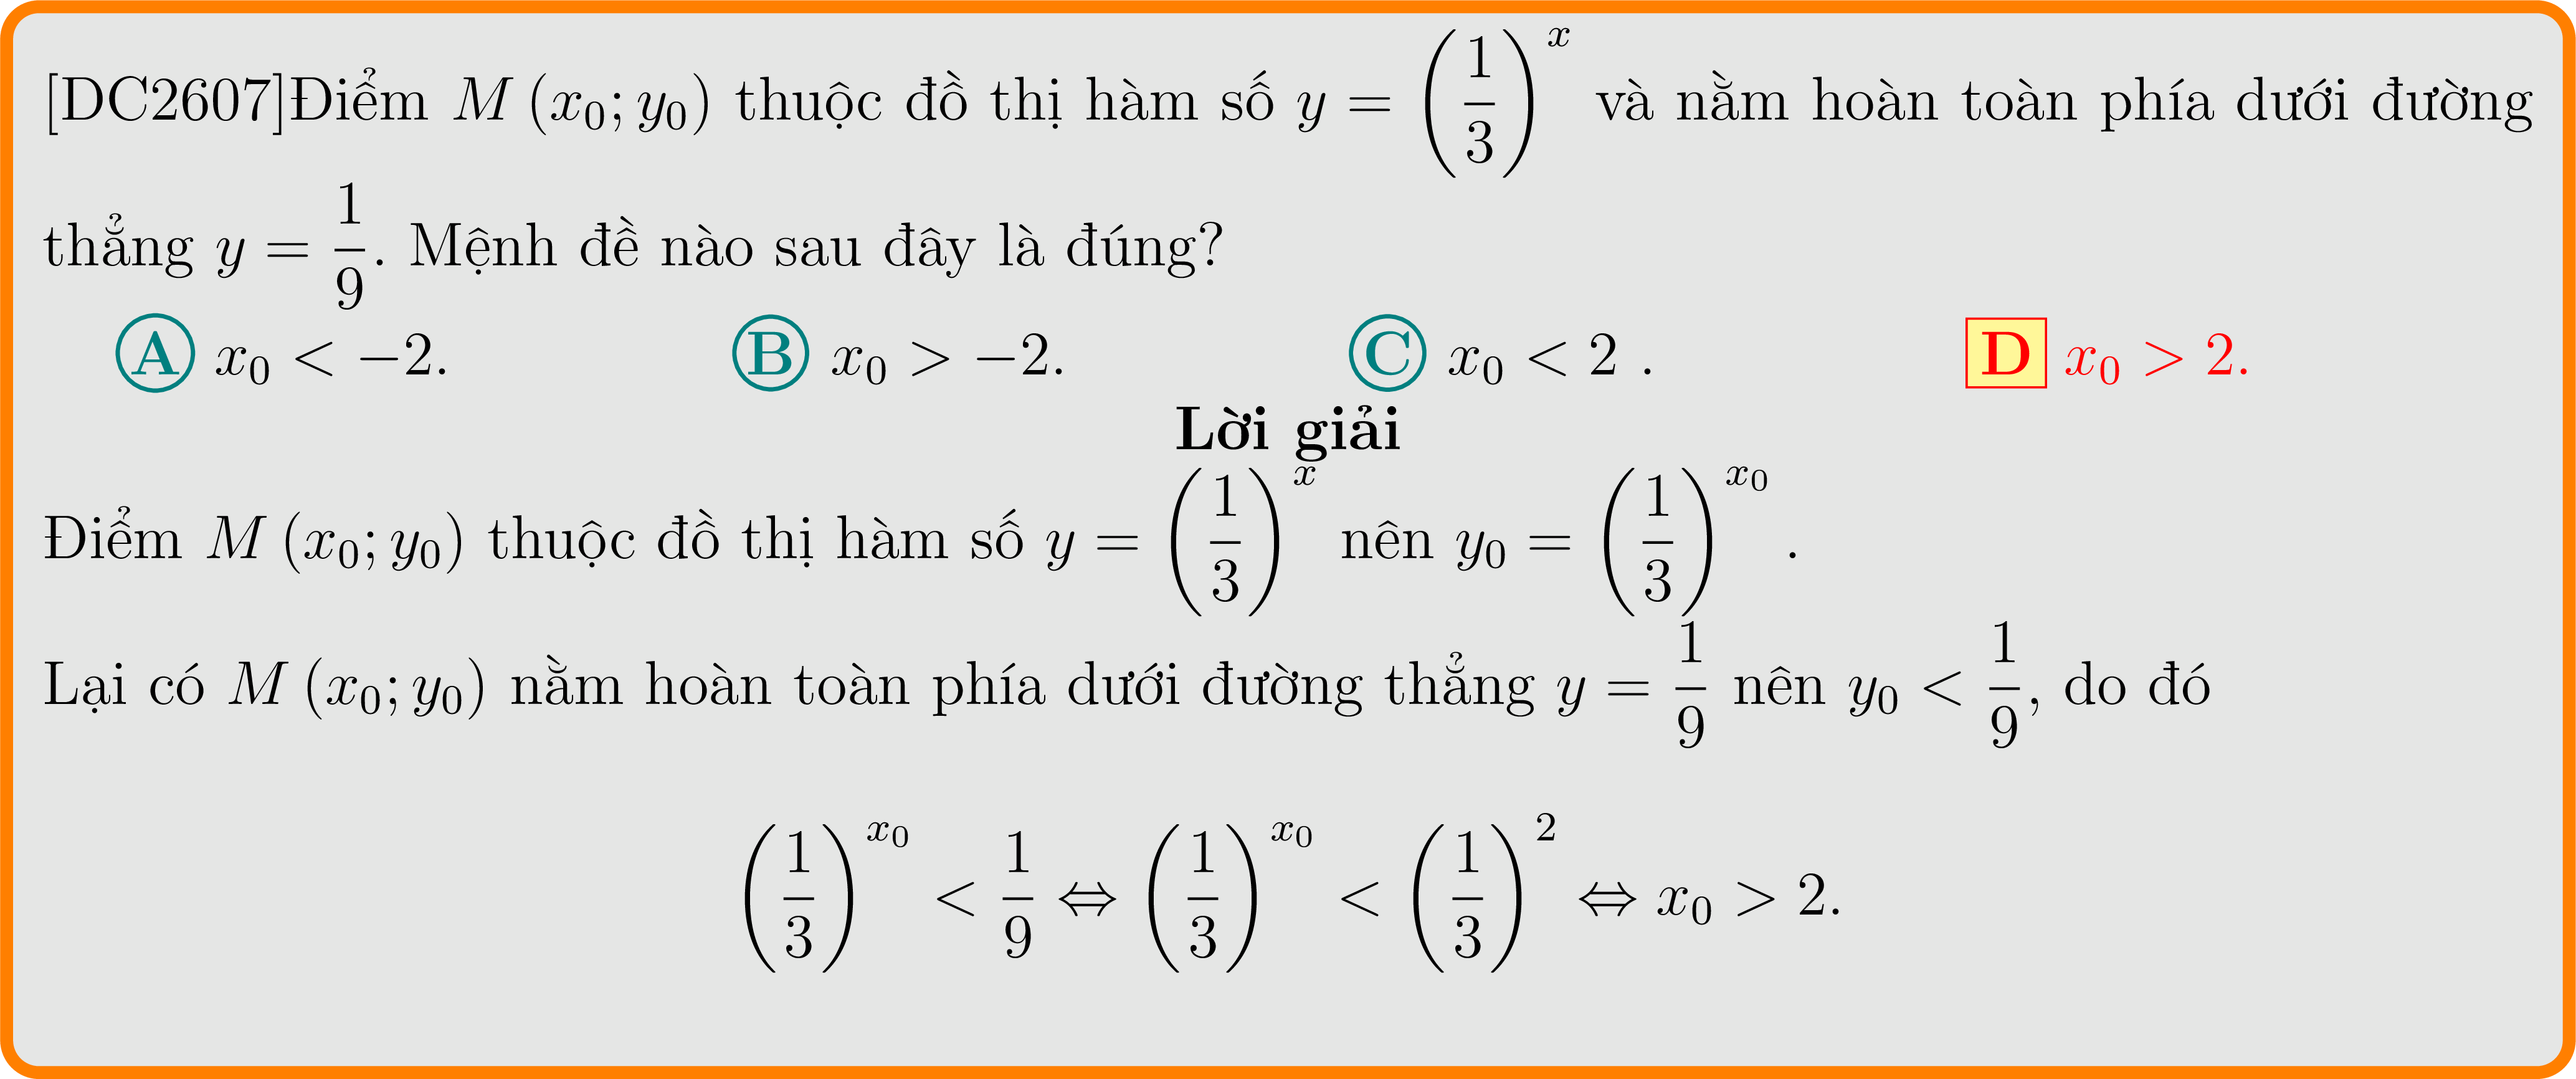 [DC2607]Điểm $M(x_0; y_0)$ thuộc đồ thị hàm số $y = \left(\frac{1}{3}\right)^x$ và nằm hoàn toàn phía dưới đường
thẳng $y = \frac{1}{9}$. Mệnh đề nào sau đây là đúng?
A $x_0 < -2$. B $x_0 > -2$. C $x_0 < 2$ . D $x_0 > 2$.
Lời giải
Điểm $M(x_0; y_0)$ thuộc đồ thị hàm số $y = \left(\frac{1}{3}\right)^x$ nên $y_0 = \left(\frac{1}{3}\right)^{x_0}$ .
Lại có $M(x_0; y_0)$ nằm hoàn toàn phía dưới đường thẳng $y = \frac{1}{9}$ nên $y_0 < \frac{1}{9}$, do đó
$\left(\frac{1}{3}\right)^{x_0} < \frac{1}{9} \Leftrightarrow \left(\frac{1}{3}\right)^{x_0} < \left(\frac{1}{3}\right)^2 \Leftrightarrow x_0 > 2.$